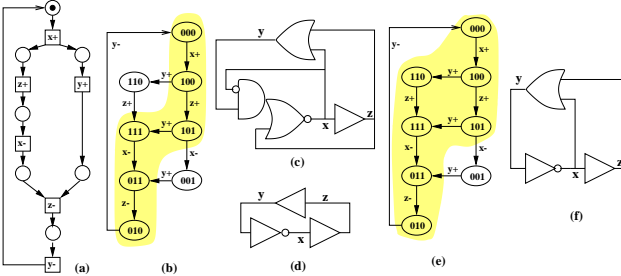 x+
z+
y+
x-
z-
y-
(a)
000
y-
x+
110
y+
100
z+
z+
111
y+
101
x-
x-
011
y+
001
z-
010
(b)
y
x
z
(c)
y
z
x
(d)
000
y-
x+
110
y+
100
z+
z+
111
y+
101
x-
x-
011
y+
001
z-
010
(e)
y
x
z
(f)